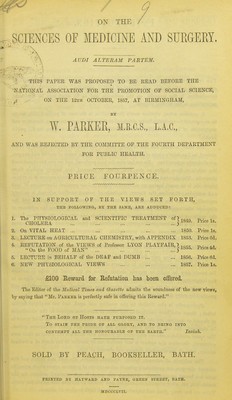 ON THE
SCIENCES OF MEDICINE AND SURGERY.
AUDI ALTERAM PARTEM.
THIS PAPER WAS PROPOSED TO BE READ BEFORE THE
NATIONAL ASSOCIATION FOR THE PROMOTION OF SOCIAL SCIENCE,
ON THE 12TH OCTOBER, 1857, AT BIRMINGHAM,
BY
W. PARKER, M.R.C.S., L.A.C.,
AND WAS REJECTED BY THE COMMITTE OF THE FOURTH DEPARTMENT
FOR PUBLIC HEALTH.
PRICE FOURPENCE.
IN SUPPORT OF THE VIEWS SET FORTH,
THE FOLLOWING, BY THE SAME, ARE ADDUCED:
1. The PHYSIOLOGICAL and SCIENTIFIC TREATMENT of CHOLERA Price 1s.
2. On VITAL HEAT Price 1s.
3. LECTURE on AGRICULTURAL CHEMISTRY, with APPENDIX Price
4. REFUTATION of the VIEWS of Professor LYON PLAYFAIR, "On the FOOD of MAN" Price
5. LECTURE in BEHALF of the DEAF and DUMB Price
6. NEW PHYSIOLOGICAL VIEWS Price 1s.
£100 Reward for Refutation has been offered.
The Editor of the Medical Times and Gazette admits the soundness of the new views,
by saying that "Mr. PARKER is perfectly safe in offering this Reward."
"THE LORD OF HOSTS HATH PURPOSED IT,
TO STAIN THE PRIDE OF ALL GLORY, AND TO BRING INTO
CONTEMPT ALL THE HONOURABLE OF THE EARTH." Isaiah.
SOLD BY PEACH, BOOKSELLER, BATH.
PRINTED BY HAYWARD AND PAYNE, GREEN STREET, BATH.
MDCCCLVII.